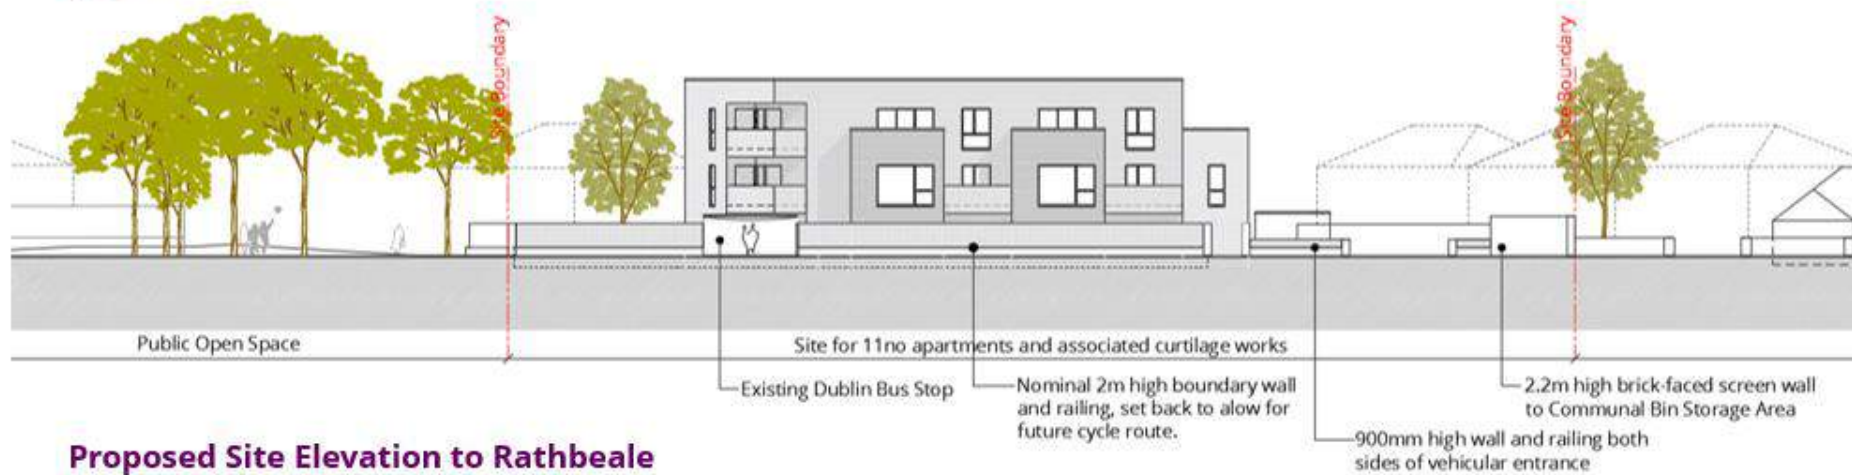 Site Boundary
Site Boundary
Public Open Space
Site for 11no apartments and associated curtilage works
Existing Dublin Bus Stop
Nominal 2m high boundary wall
and railing, set back to alow for
future cycle route.
2.2m high brick-faced screen wall
to Communal Bin Storage Area
900mm high wall and railing both
sides of vehicular entrance
Proposed Site Elevation to Rathbeale